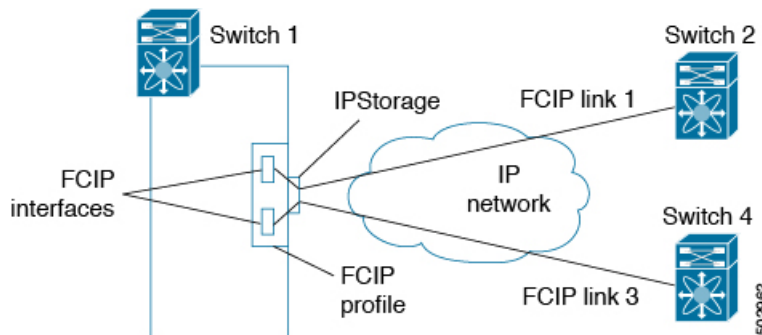 Switch 1
Switch 2
IPStorage
FCIP link 1
FCIP
interfaces
IP
network
Switch 4
FCIP
profile
FCIP link 3
502963